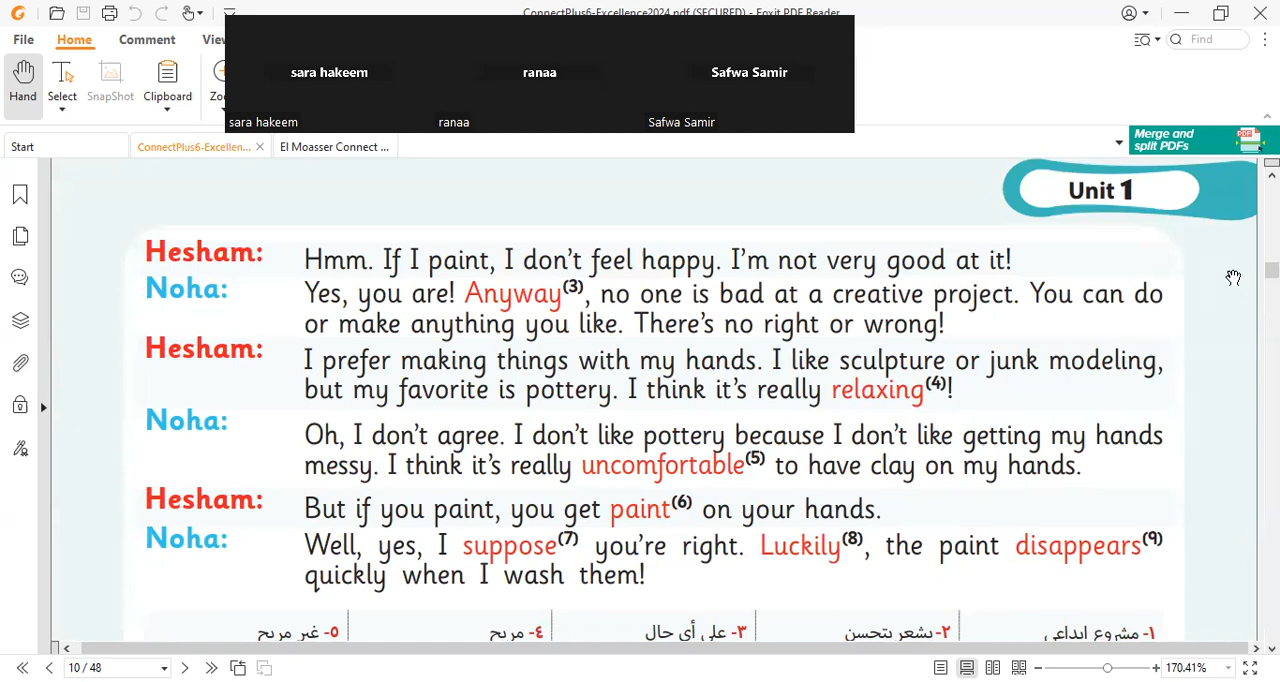 ConnectPlus6-Excellence2024.pdf (SECURED) - Foxit PDF Reader
File
Home
Comment
Vie
Find
Hand
Select
SnapShot
Clipboard
Zoo
sara hakeem
ranaa
Safwa Samir
sara hakeem
ranaa
Safwa Samir
Start
ConnectPlus6-Excellen...
El Moasser Connect ...
Merge and
split PDFs
PDF
Unit 1
Hesham: Hmm. If I paint, I don't feel happy. I'm not very good at it!
Noha: Yes, you are! Anyway(3), no one is bad at a creative project. You can do
or make anything you like. There's no right or wrong!
Hesham: I prefer making things with my hands. I like sculpture or junk modeling,
but my favorite is pottery. I think it's really relaxing(4)!
Noha: Oh, I don't agree. I don't like pottery because I don't like getting my hands
messy. I think it's really uncomfortable(5) to have clay on my hands.
Hesham: But if you paint, you get paint(6) on your hands.
Noha: Well, yes, I suppose(7) you're right. Luckily(8), the paint disappears(9)
quickly when I wash them!
١- مشروع إبداعي ٢- يشعر بتحسن ٣- على أي حال ٤- مريح ٥- غير مريح
10 / 48
170.41%